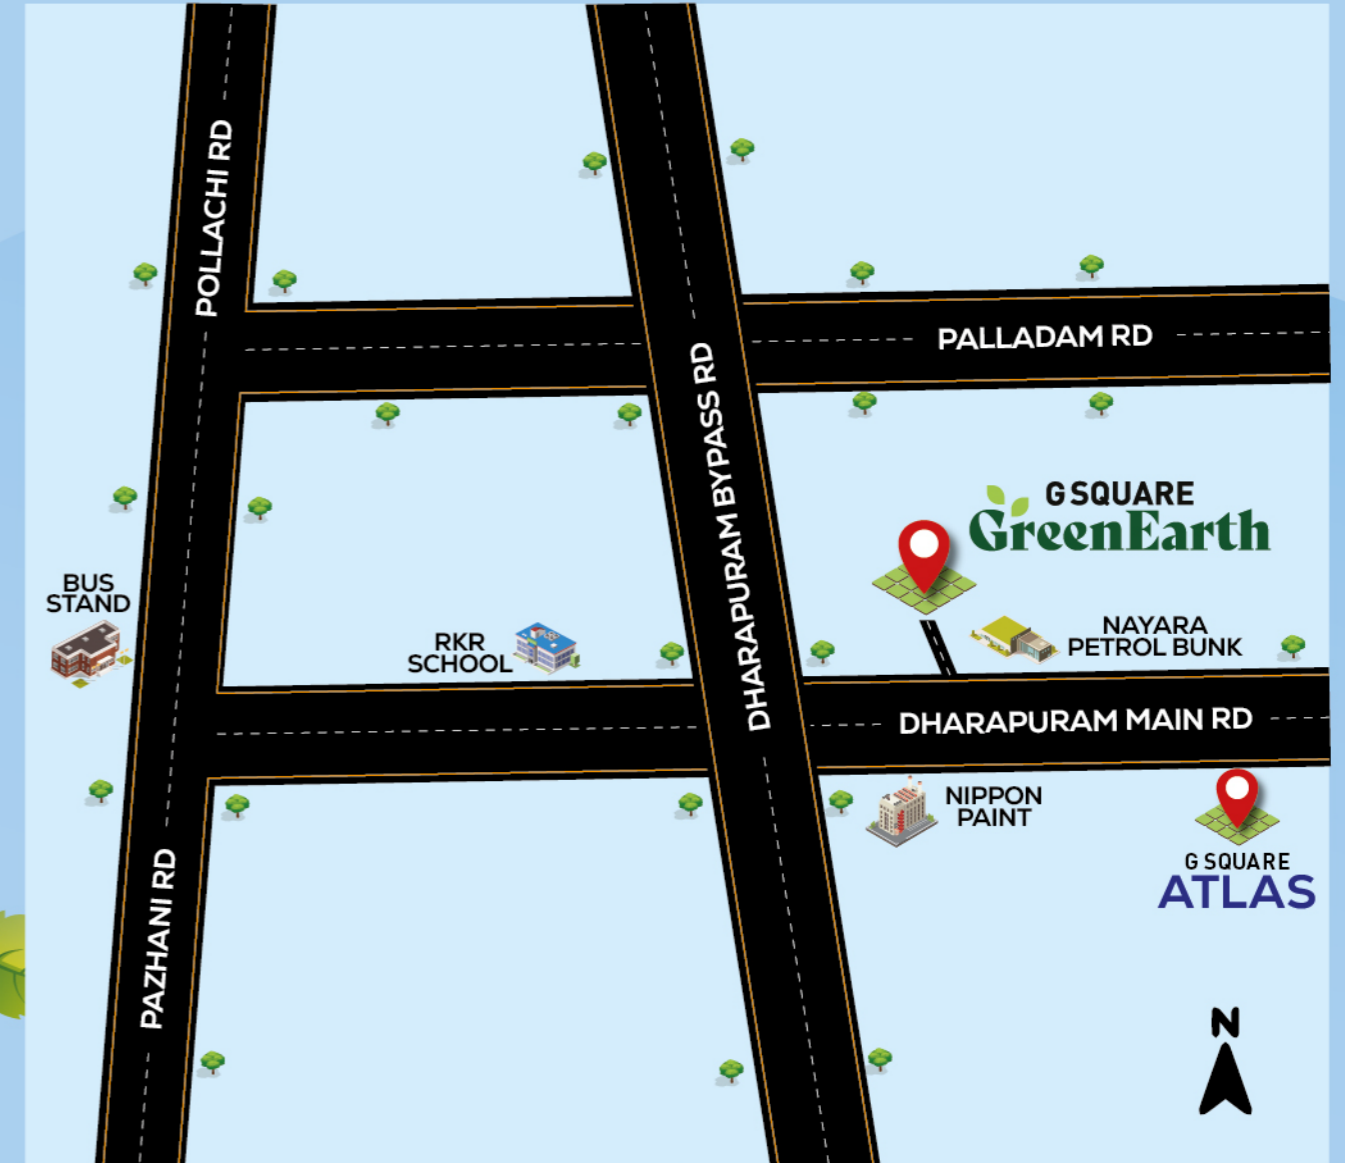 POLLACHI RD
PALLADAM RD
DHARAPURAM BYPASS RD
G SQUARE
GreenEarth
BUS
STAND
RKR
SCHOOL
NAYARA
PETROL BUNK
DHARAPURAM MAIN RD
NIPPON
PAINT
G SQUARE
ATLAS
PAZHANI RD
N